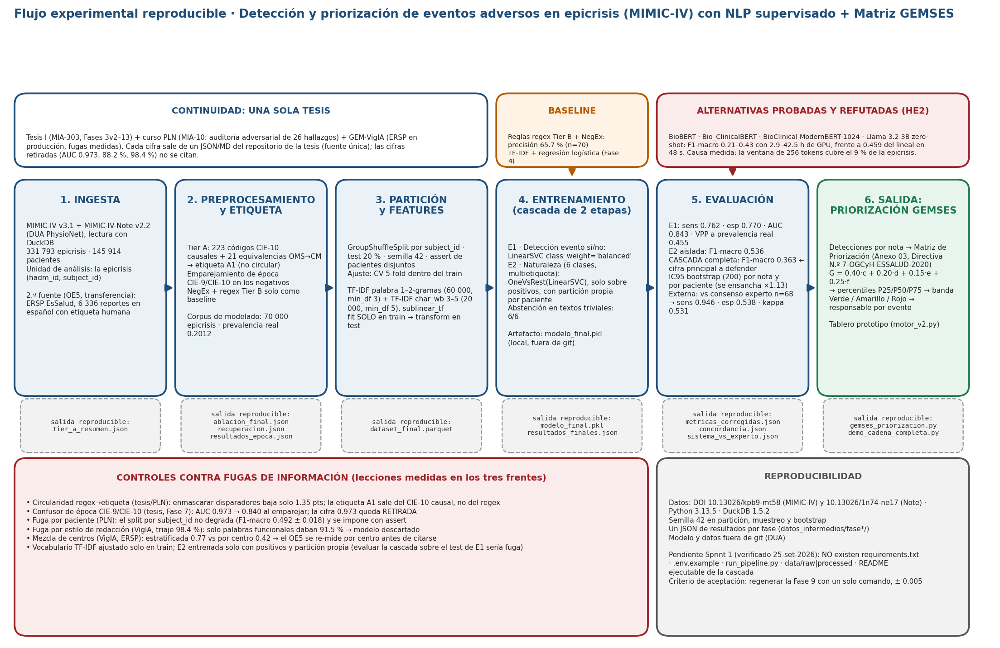 Flujo experimental reproducible · Detección y priorización de eventos adversos en epicrisis (MIMIC-IV) con NLP supervisado + Matriz GEMSES
CONTINUIDAD: UNA SOLA TESIS
Tesis I (MIA-303, Fases 3v2–13) + curso PLN (MIA-10: auditoría adversarial de 26 hallazgos) + GEM·VigIA (ERSP en
producción, fugas medidas). Cada cifra sale de un JSON/MD del repositorio de la tesis (fuente única); las cifras
retiradas (AUC 0.973, 88.2 %, 98.4 %) no se citan.
BASELINE
Reglas regex Tier B + NegEx:
precisión 65.7 % (n=70)
TF-IDF + regresión logística (Fase
4)
ALTERNATIVAS PROBADAS Y REFUTADAS (HE2)
BioBERT · Bio_ClinicalBERT · BioClinical ModernBERT-1024 · Llama 3.2 3B zero-
shot: F1-macro 0.21–0.43 con 2.9–42.5 h de GPU, frente a 0.459 del lineal en
48 s. Causa medida: la ventana de 256 tokens cubre el 9 % de la epicrisis.
1. INGESTA
MIMIC-IV v3.1 + MIMIC-IV-Note v2.2
(DUA PhysioNet), lectura con
DuckDB
331 793 epicrisis · 145 914
pacientes
Unidad de análisis: la epicrisis
(hadm_id, subject_id)
2.ª fuente (OE5, transferencia):
ERSP EsSalud, 6 336 reportes en
español con etiqueta humana
2. PREPROCESAMIENTO
y ETIQUETA
Tier A: 223 códigos CIE-10
causales + 21 equivalencias OMS→CM
→ etiqueta A1 (no circular)
Emparejamiento de época
CIE-9/CIE-10 en los negativos
NegEx + regex Tier B solo como
baseline
Corpus de modelado: 70 000
epicrisis · prevalencia real
0.2012
3. PARTICIÓN
y FEATURES
GroupShuffleSplit por subject_id ·
test 20 % · semilla 42 · assert de
pacientes disjuntos
Ajuste: CV 5-fold dentro del train
TF-IDF palabra 1–2-gramas (60 000,
min_df 3) + TF-IDF char_wb 3–5 (20
000, min_df 5), sublinear_tf
fit SOLO en train → transform en
test
4. ENTRENAMIENTO
(cascada de 2 etapas)
E1 · Detección evento sí/no:
LinearSVC class_weight='balanced'
E2 · Naturaleza (6 clases,
multietiqueta):
OneVsRest(LinearSVC), solo sobre
positivos, con partición propia
por paciente
Abstención en textos triviales:
6/6
Artefacto: modelo_final.pkl
(local, fuera de git)
5. EVALUACIÓN
E1: sens 0.762 · esp 0.770 · AUC
0.843 · VPP a prevalencia real
0.455
E2 aislada: F1-macro 0.536
CASCADA completa: F1-macro 0.363 ←
cifra principal a defender
IC95 bootstrap (200) por nota y
por paciente (se ensancha ×1.13)
Externa: vs consenso experto n=68
→ sens 0.946 · esp 0.538 · kappa
0.531
6. SALIDA:
PRIORIZACIÓN GEMSES
Detecciones por nota → Matriz de
Priorización (Anexo 03, Directiva
N.º 7-OGCyH-ESSALUD-2020)
G = 0.40·c + 0.20·d + 0.15·e +
0.25·f
→ percentiles P25/P50/P75 → banda
Verde / Amarillo / Rojo →
responsable por evento
Tablero prototipo (motor_v2.py)
salida reproducible:
tier_a_resumen.json
salida reproducible:
ablacion_final.json
recuperacion.json
resultados_epoca.json
salida reproducible:
dataset_final.parquet
salida reproducible:
modelo_final.pkl
resultados_finales.json
salida reproducible:
metricas_corregidas.json
concordancia.json
sistema_vs_experto.json
salida reproducible:
gemses_priorizacion.py
demo_cadena_completa.py
CONTROLES CONTRA FUGAS DE INFORMACIÓN (lecciones medidas en los tres frentes)
• Circularidad regex→etiqueta (tesis/PLN): enmascarar disparadores baja solo 1.35 pts; la etiqueta A1 sale del CIE-10 causal, no del regex
• Confusor de época CIE-9/CIE-10 (tesis, Fase 7): AUC 0.973 → 0.840 al emparejar; la cifra 0.973 queda RETIRADA
• Fuga por paciente (PLN): el split por subject_id no degrada (F1-macro 0.492 ± 0.018) y se impone con assert
• Fuga por estilo de redacción (VigIA, triaje 98.4 %): solo palabras funcionales daban 91.5 % → modelo descartado
• Mezcla de centros (VigIA, ERSP): estratificada 0.77 vs por centro 0.42 → el OE5 se re-mide por centro antes de citarse
• Vocabulario TF-IDF ajustado solo en train; E2 entrenada solo con positivos y partición propia (evaluar la cascada sobre el test de E1 sería fuga)
REPRODUCIBILIDAD
Datos: DOI 10.13026/kpb9-mt58 (MIMIC-IV) y 10.13026/1n74-ne17 (Note) ·
Python 3.13.5 · DuckDB 1.5.2
Semilla 42 en partición, muestreo y bootstrap
Un JSON de resultados por fase (datos_intermedios/fase*/)
Modelo y datos fuera de git (DUA)
Pendiente Sprint 1 (verificado 25-set-2026): NO existen requirements.txt
· .env.example · run_pipeline.py · data/raw|processed · README
ejecutable de la cascada
Criterio de aceptación: regenerar la Fase 9 con un solo comando, ± 0.005